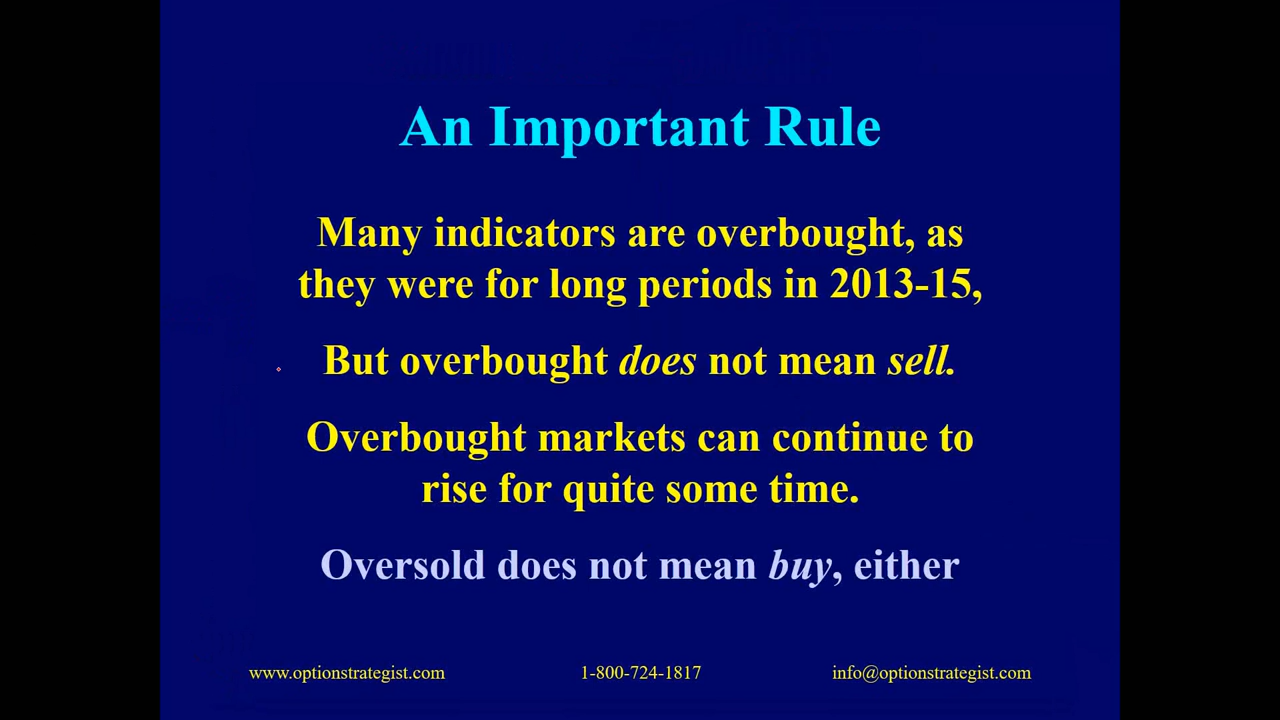 An Important Rule
Many indicators are overbought, as
they were for long periods in 2013-15,
But overbought does not mean sell.
Overbought markets can continue to
rise for quite some time.
Oversold does not mean buy, either
www.optionstrategist.com 1-800-724-1817 info@optionstrategist.com